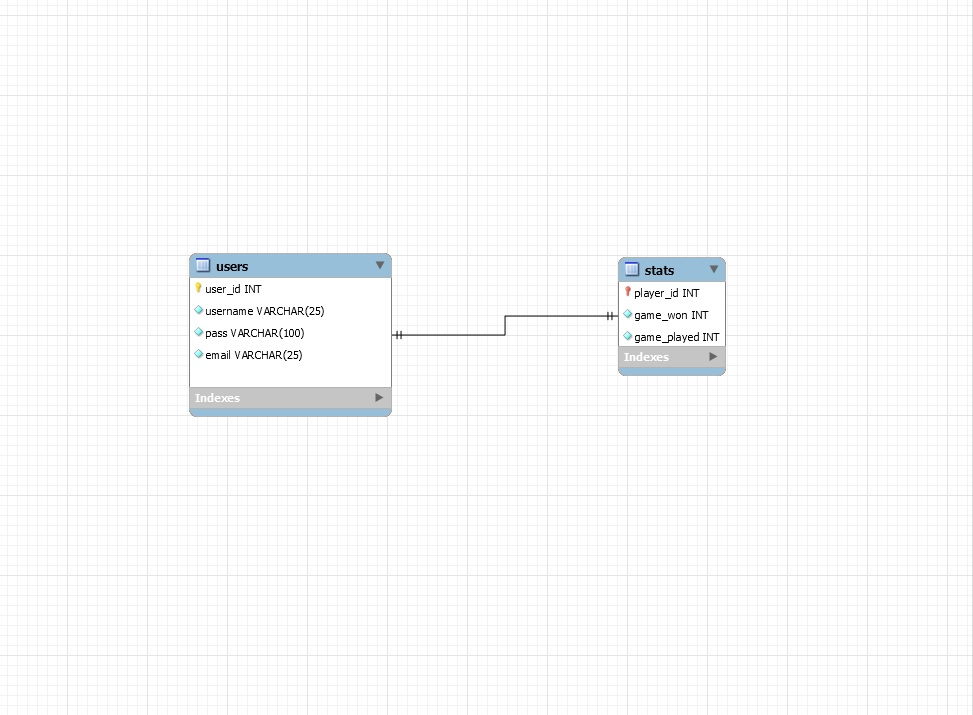 users
user_id INT
username VARCHAR(25)
pass VARCHAR(100)
email VARCHAR(25)
Indexes
stats
player_id INT
game_won INT
game_played INT
Indexes